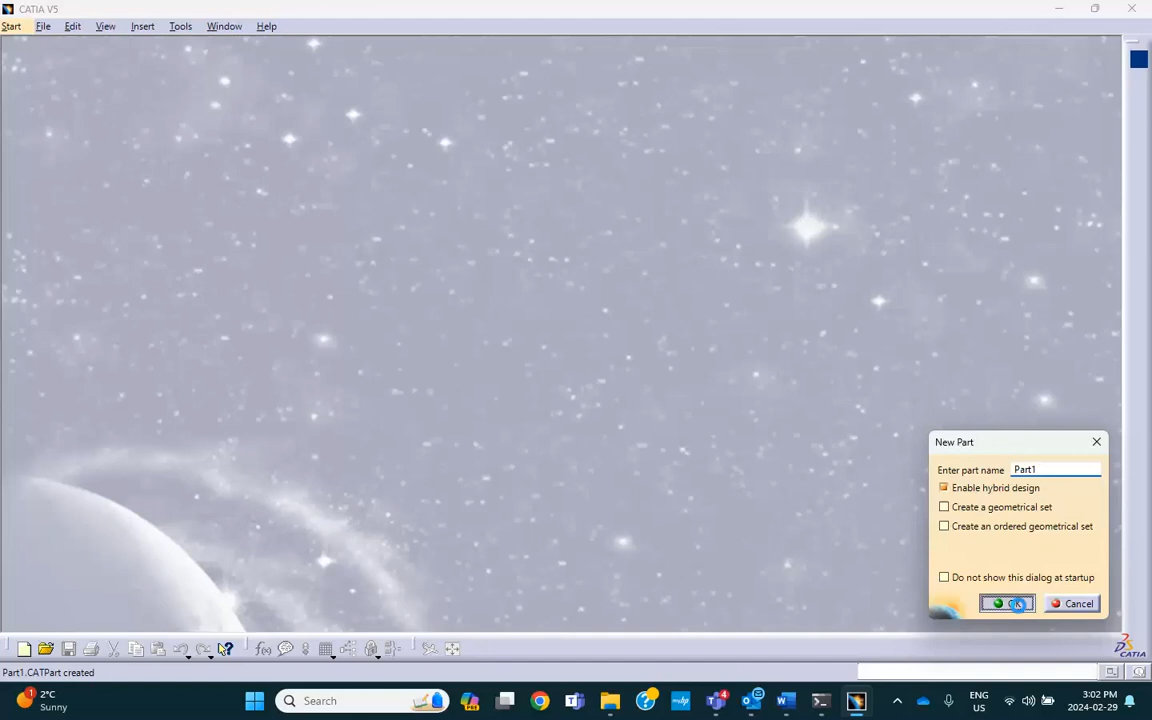 CATIA V5
Start File Edit View Insert Tools Window Help
New Part
Enter part name Part1
Enable hybrid design
Create a geometrical set
Create an ordered geometrical set
Do not show this dialog at startup
Cancel
CATIA
Part1.CATPart created
2°C
Sunny
Search
ENG
US
3:02 PM
2024-02-29